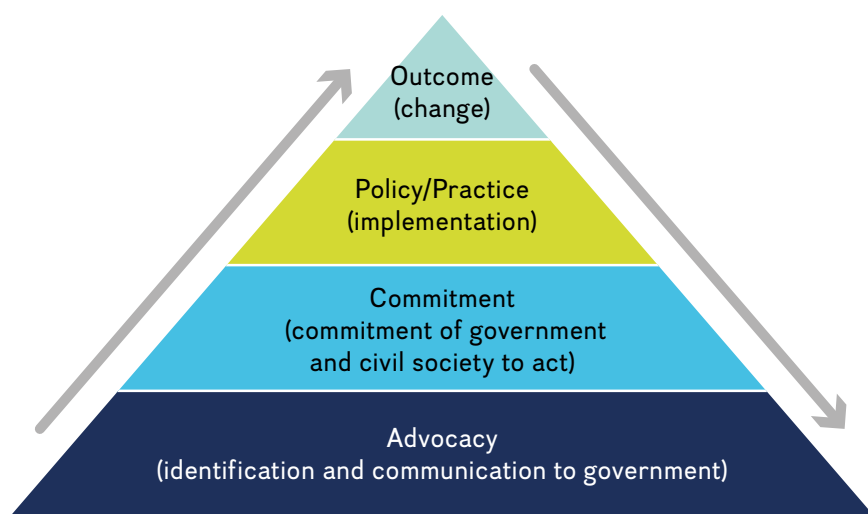 Outcome
(change)
Policy/Practice
(implementation)
Commitment
(commitment of government
and civil society to act)
Advocacy
(identification and communication to government)